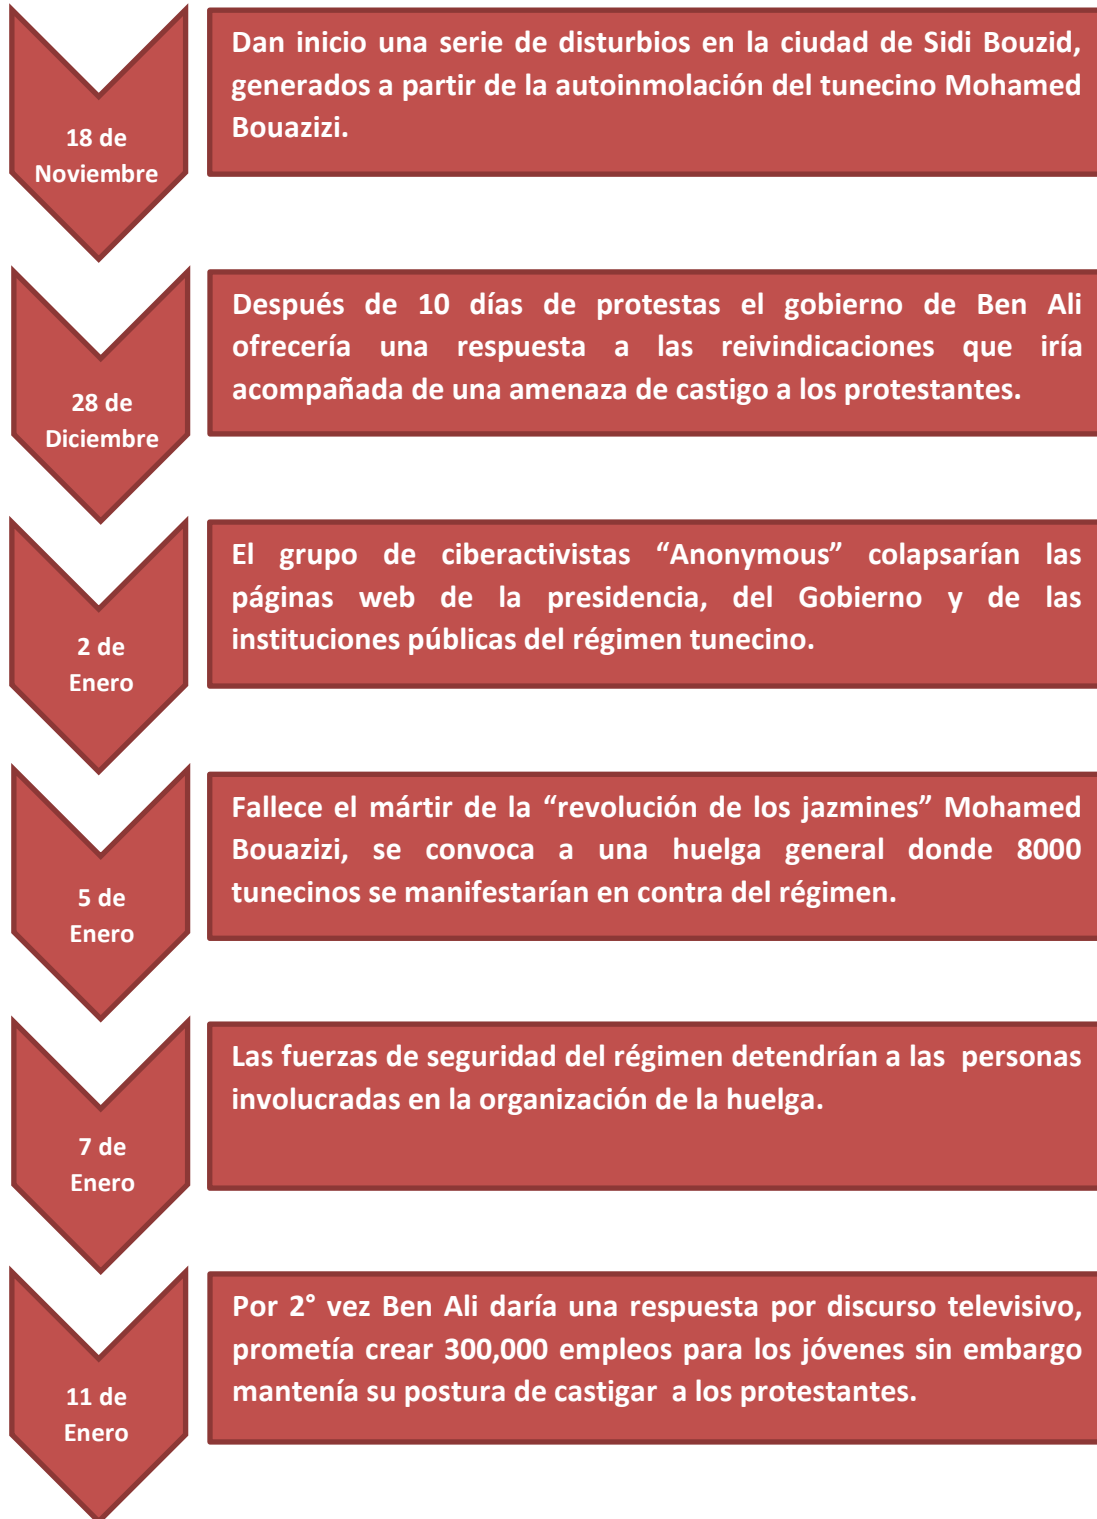 18 de
Noviembre
Dan inicio una serie de disturbios en la ciudad de Sidi Bouzid,
generados a partir de la autoinmolación del tunecino Mohamed
Bouazizi.
28 de
Diciembre
Después de 10 días de protestas el gobierno de Ben Ali
ofrecería una respuesta a las reivindicaciones que iría
acompañada de una amenaza de castigo a los protestantes.
2 de
Enero
El grupo de ciberactivistas “Anonymous” colapsarían las
páginas web de la presidencia, del Gobierno y de las
instituciones públicas del régimen tunecino.
5 de
Enero
Fallece el mártir de la “revolución de los jazmines” Mohamed
Bouazizi, se convoca a una huelga general donde 8000
tunecinos se manifestarían en contra del régimen.
7 de
Enero
Las fuerzas de seguridad del régimen detendrían a las personas
involucradas en la organización de la huelga.
11 de
Enero
Por 2° vez Ben Ali daría una respuesta por discurso televisivo,
prometía crear 300,000 empleos para los jóvenes sin embargo
mantenía su postura de castigar a los protestantes.